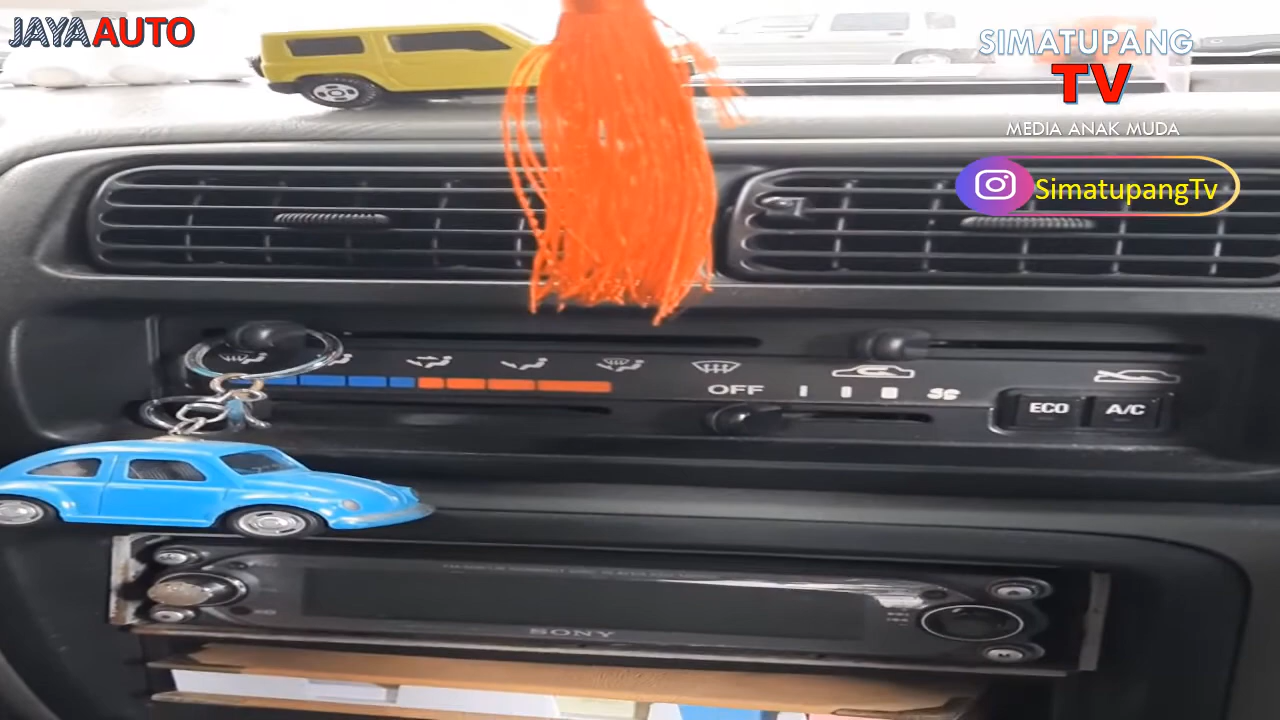 JAYAAUTO
SIMATUPANG
TV
MEDIA ANAK MUDA
SimatupangTv
OFF
ECO
A/C
SONY